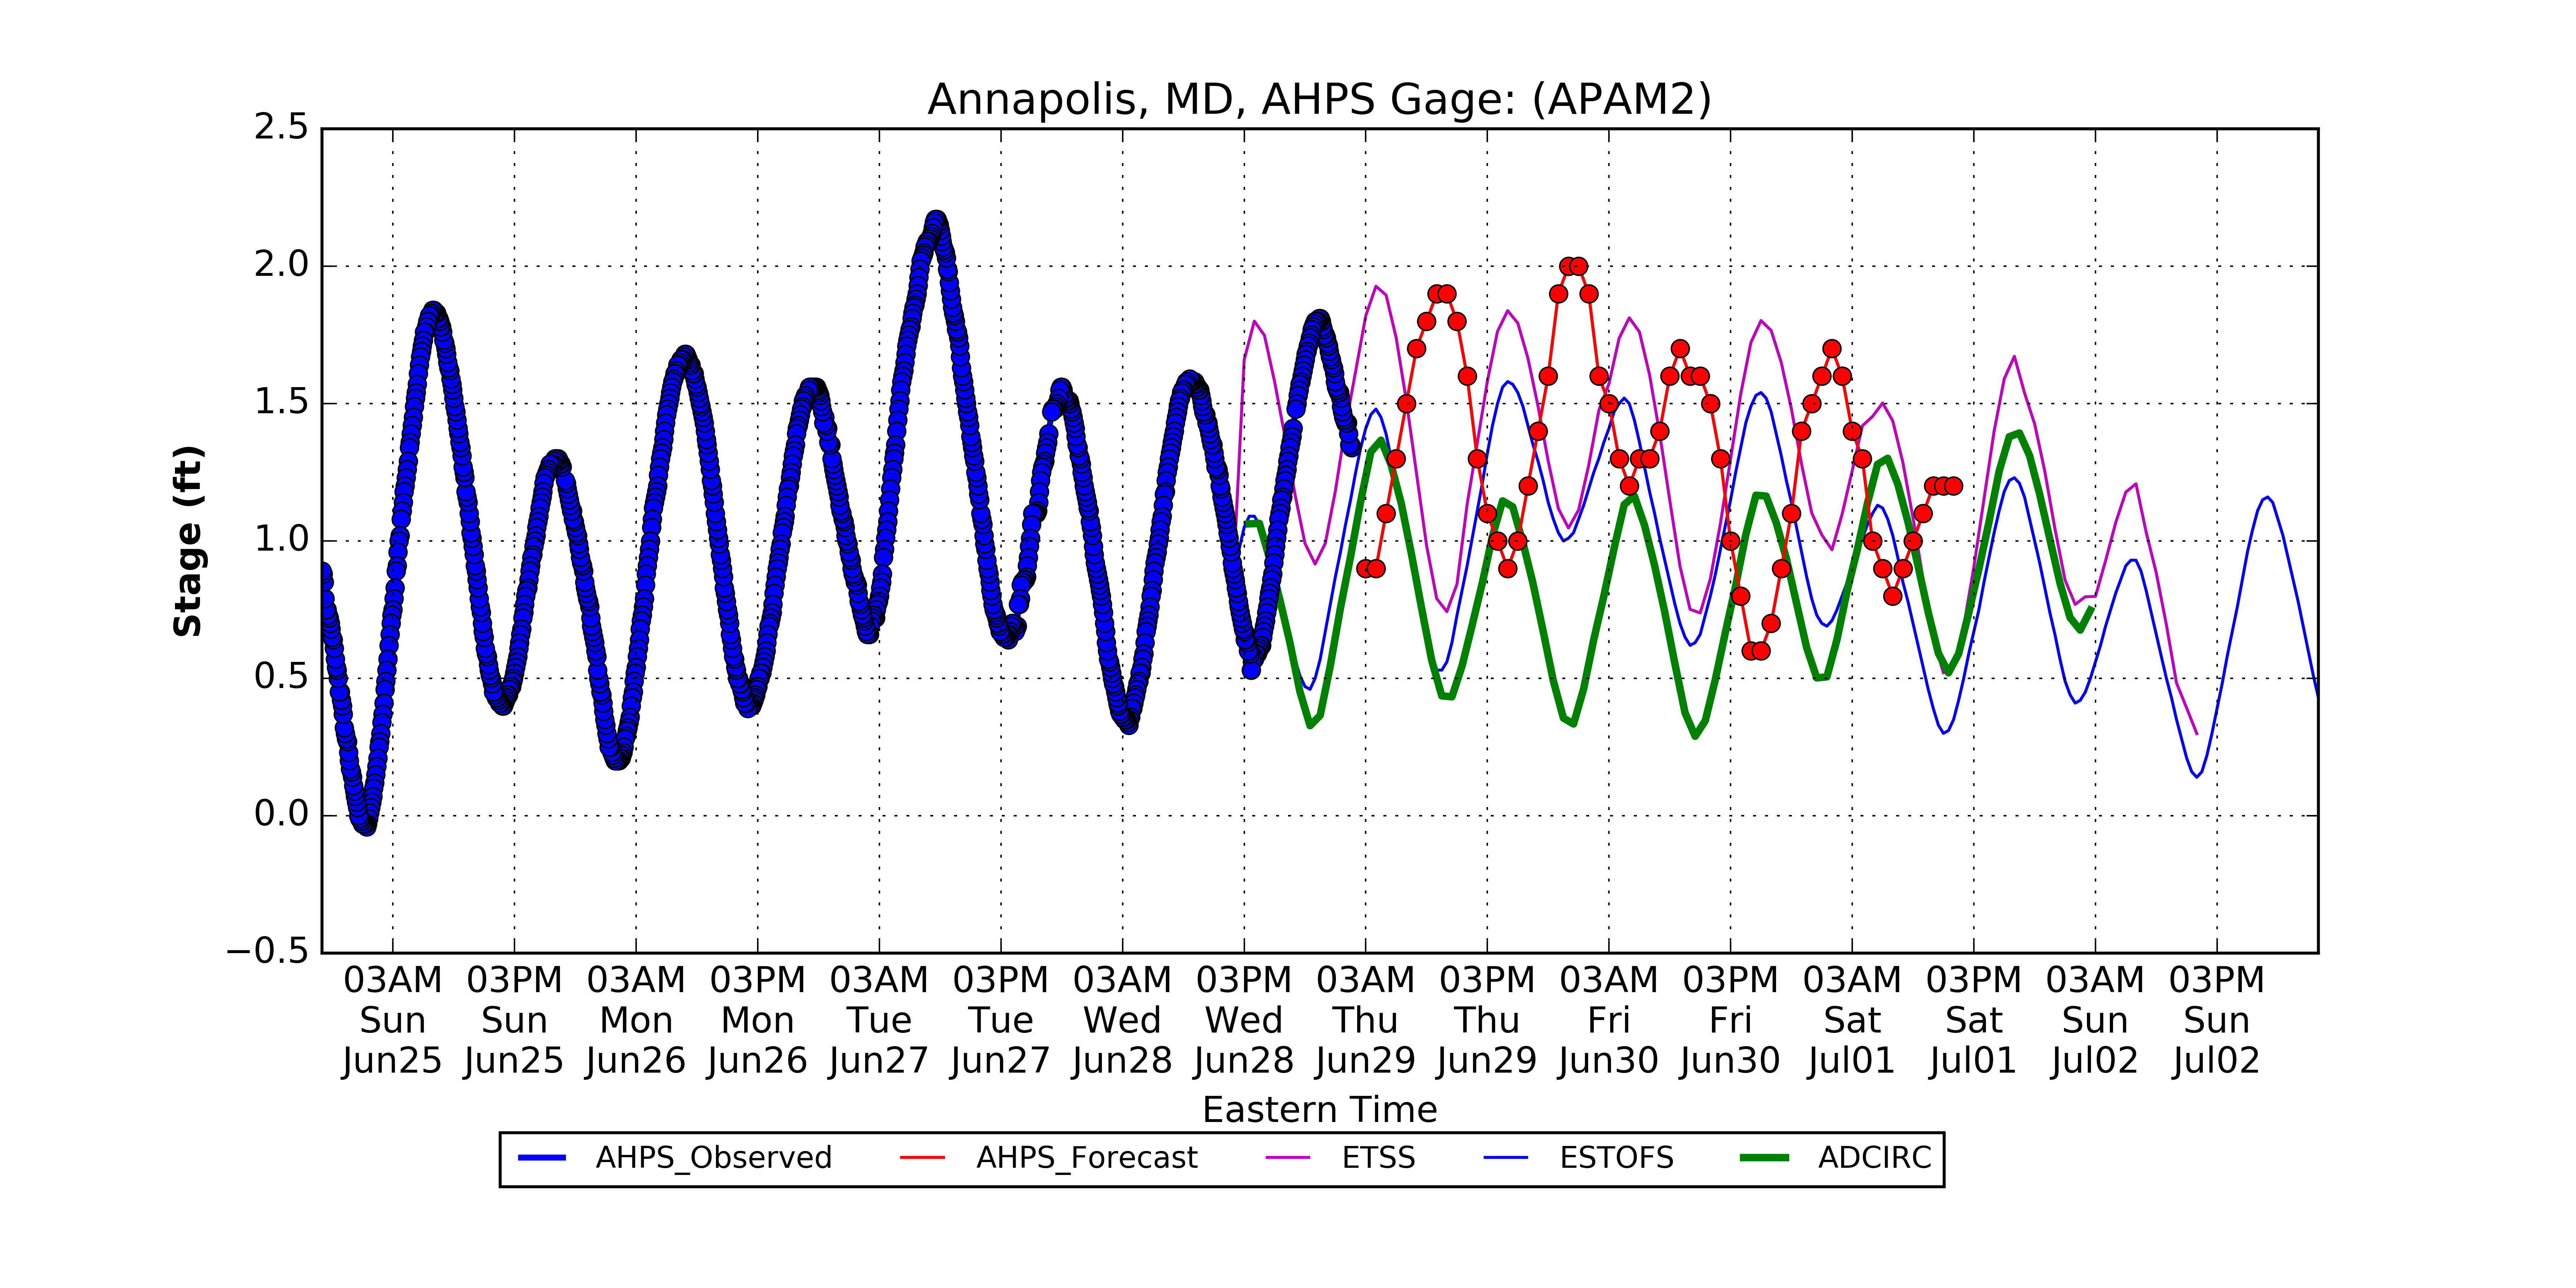 Annapolis, MD, AHPS Gage: (APAM2)
2.5
2.0
1.5
1.0
0.5
0.0
−0.5
Stage (ft)
03AM 03PM 03AM 03PM 03AM 03PM 03AM 03PM 03AM 03PM 03AM 03PM 03AM 03PM 03AM 03PM
Sun Sun Mon Mon Tue Tue Wed Wed Thu Thu Fri Fri Sat Sat Sun Sun
Jun25 Jun25 Jun26 Jun26 Jun27 Jun27 Jun28 Jun28 Jun29 Jun29 Jun30 Jun30 Jul01 Jul01 Jul02 Jul02
Eastern Time
AHPS_Observed AHPS_Forecast ETSS ESTOFS ADCIRC